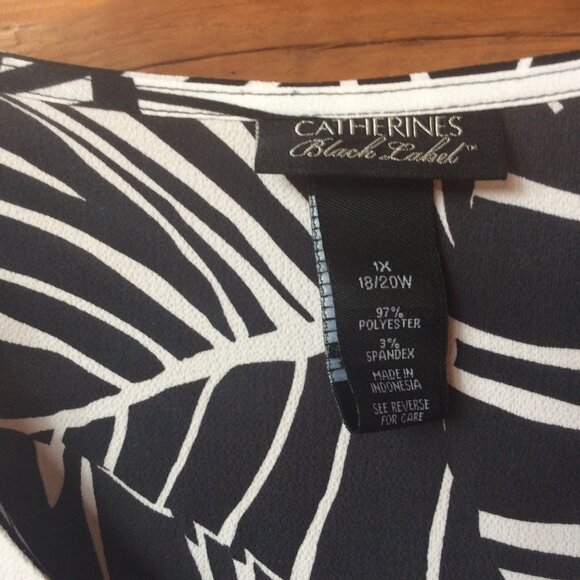 CATHERINES
Black Label™
1X
18/20W
97%
POLYESTER
3%
SPANDEX
MADE IN
INDONESIA
SEE REVERSE
FOR CARE